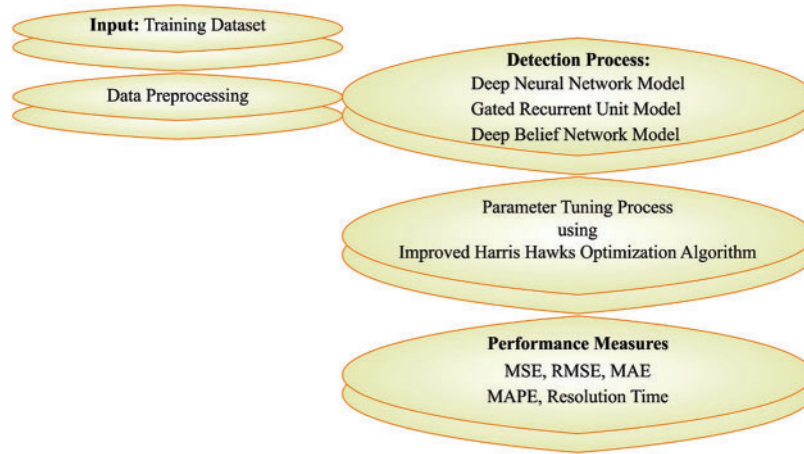 Input: Training Dataset
Data Preprocessing
Detection Process:
Deep Neural Network Model
Gated Recurrent Unit Model
Deep Belief Network Model
Parameter Tuning Process
using
Improved Harris Hawks Optimization Algorithm
Performance Measures
MSE, RMSE, MAE
MAPE, Resolution Time